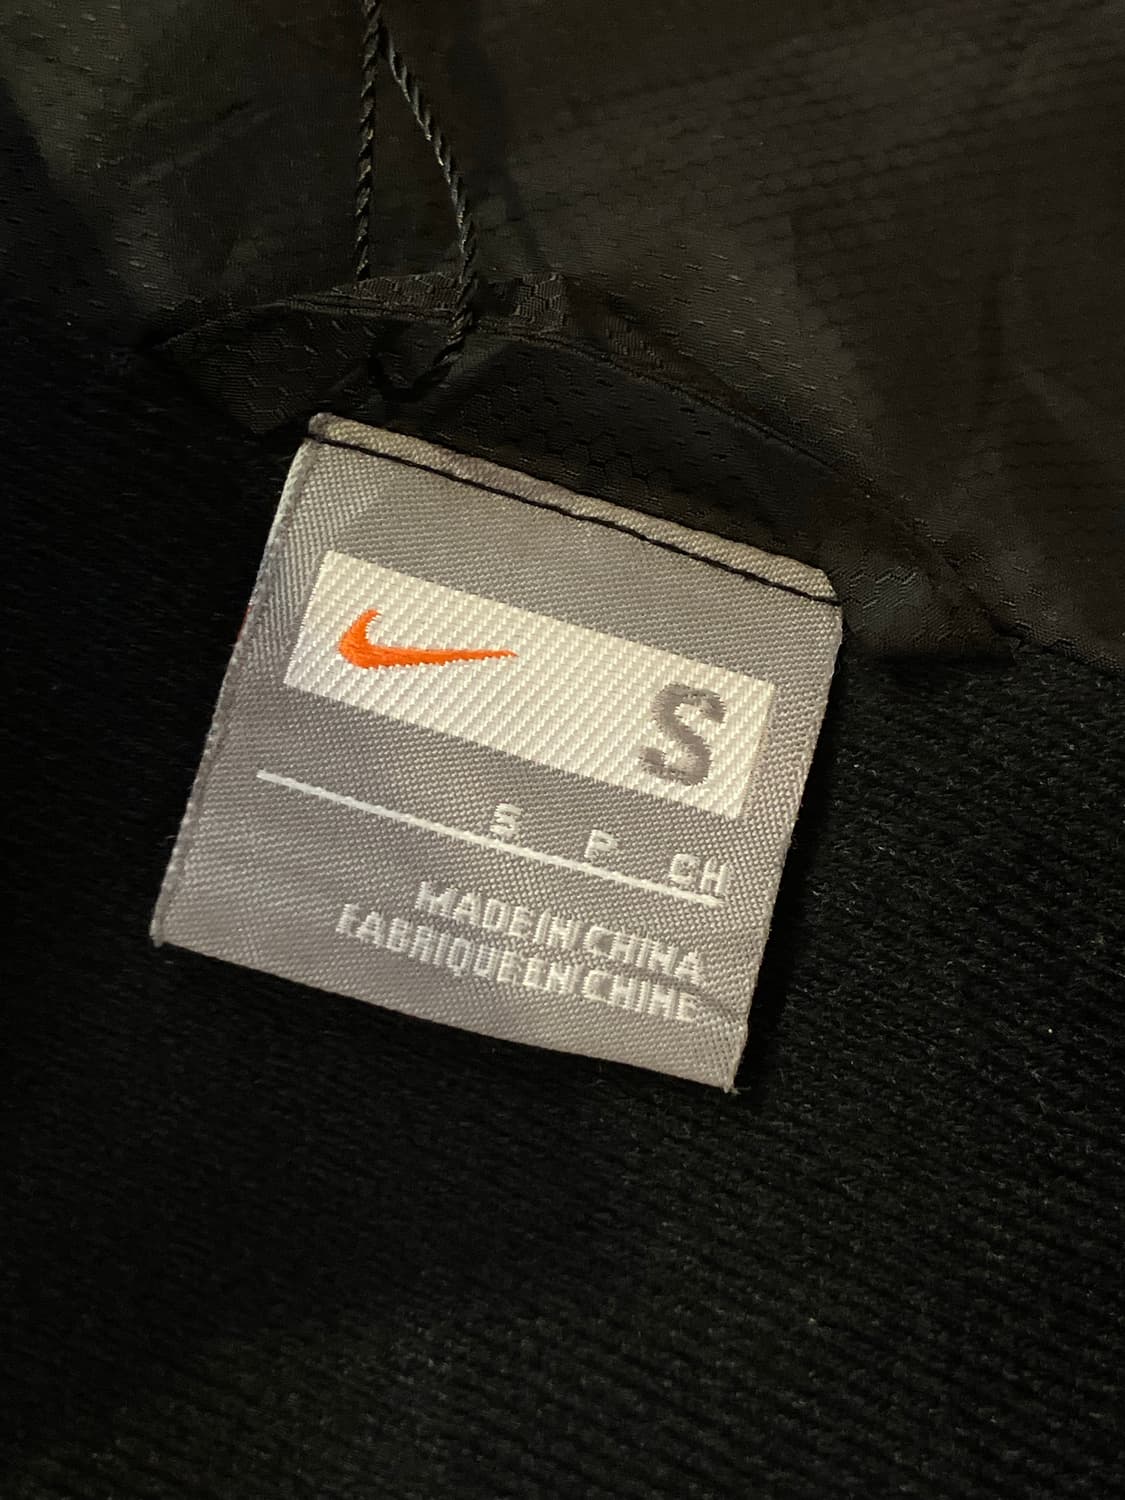 S
S P CH
MADE IN CHINA
FABRIQUE EN CHINE